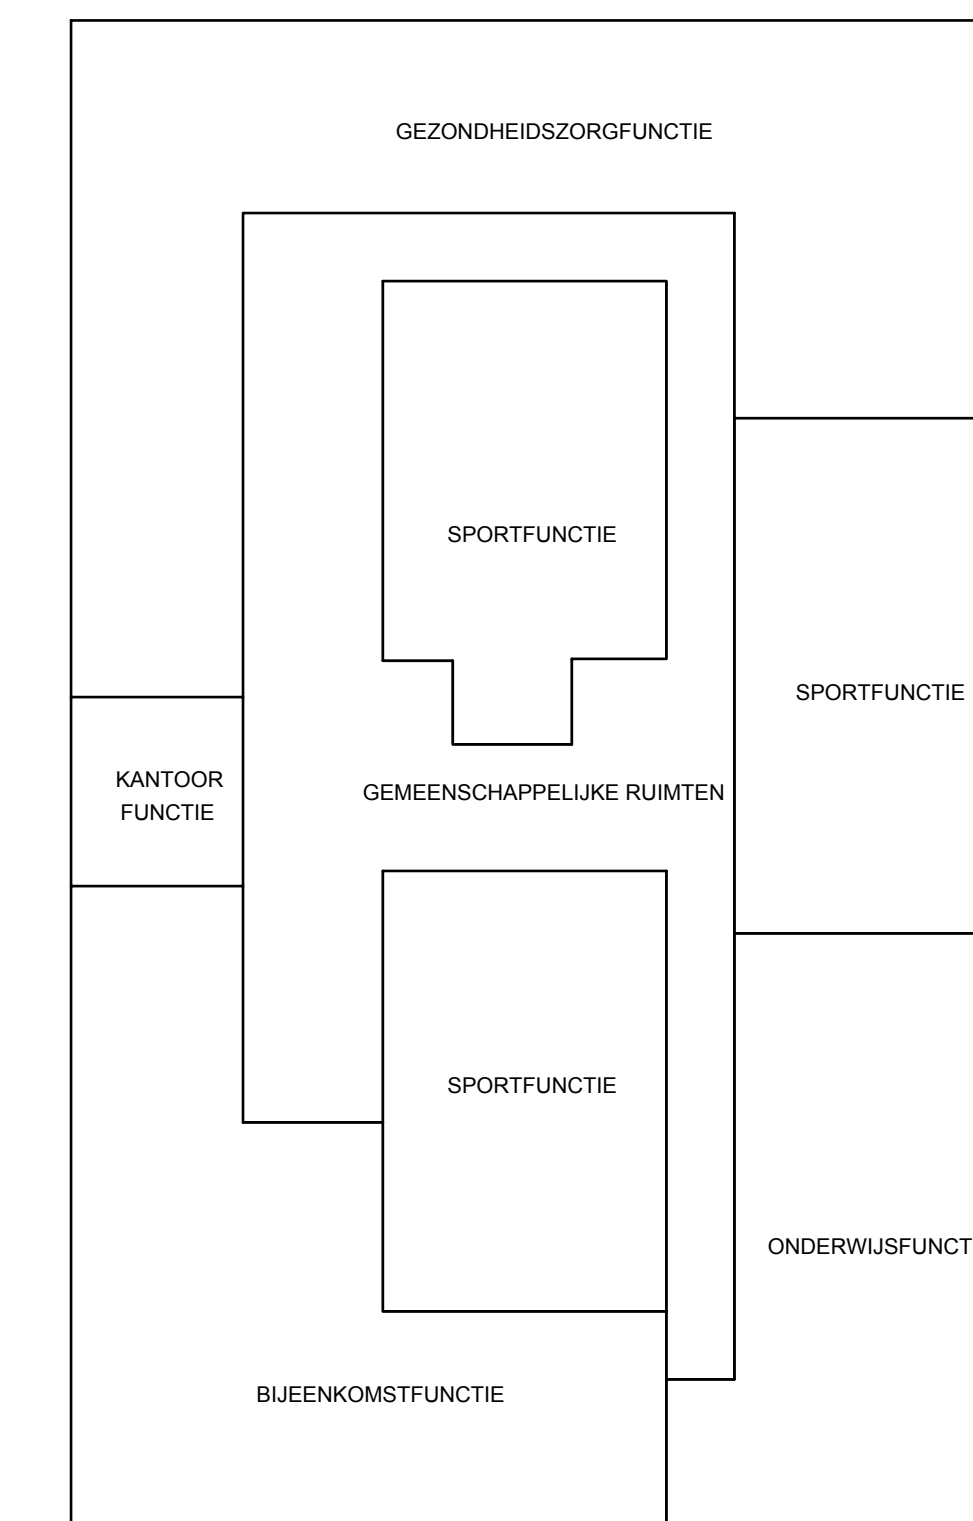 GEZONDHEIDSZORGFUNCTIE
SPORTFUNCTIE
SPORTFUNCTIE
KANTOOR
FUNCTIE
GEMEENSCHAPPELIJKE RUIMTEN
SPORTFUNCTIE
ONDERWIJSFUNCT
BIJEENKOMSTFUNCTIE